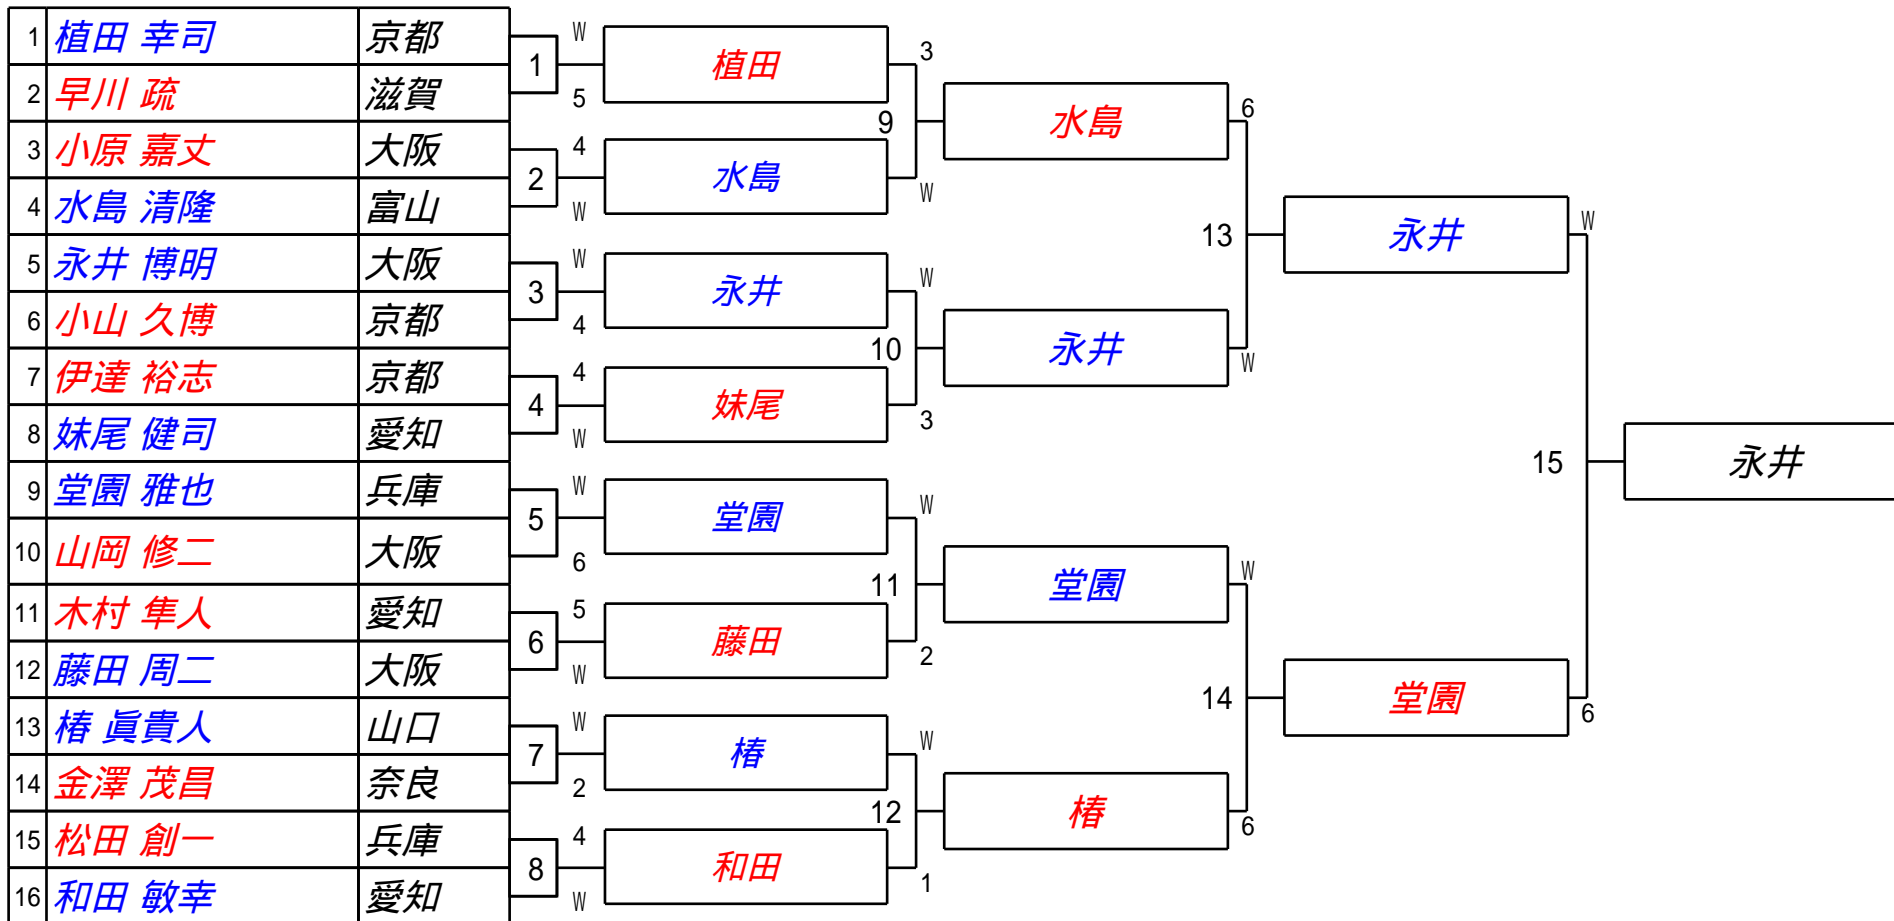 1 植田 幸司 京都
2 早川 疏 滋賀
3 小原 嘉丈 大阪
4 水島 清隆 富山
5 永井 博明 大阪
6 小山 久博 京都
7 伊達 裕志 京都
8 妹尾 健司 愛知
9 堂園 雅也 兵庫
10 山岡 修二 大阪
11 木村 隼人 愛知
12 藤田 周二 大阪
13 椿 眞貴人 山口
14 金澤 茂昌 奈良
15 松田 創一 兵庫
16 和田 敏幸 愛知
1 W 5
2 4 W
3 W 4
4 4 W
5 W 6
6 5 W
7 W 2
8 4 W
植田 3
9
水島 W
永井 W
10
妹尾 3
堂園 W
11
藤田 2
椿 W
12
和田 1
水島 6
13
永井 W
堂園 W
14
椿 6
永井 W
15
堂園 6
永井